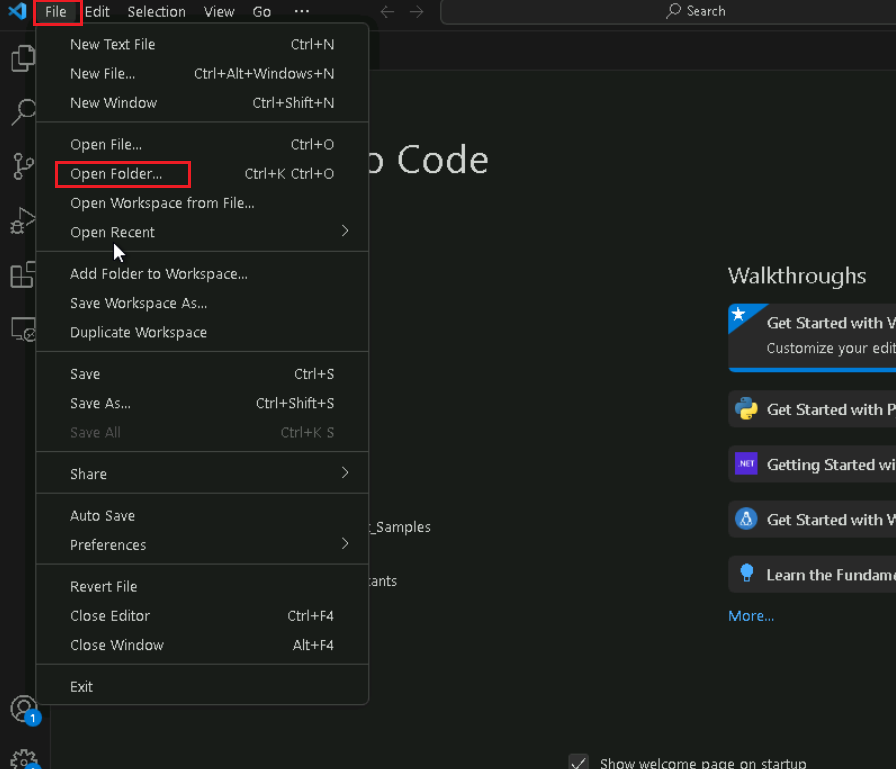 File Edit Selection View Go ... Search
New Text File Ctrl+N
New File... Ctrl+Alt+Windows+N
New Window Ctrl+Shift+N
Open File... Ctrl+O
Code
Open Folder... Ctrl+K Ctrl+O
Open Workspace from File...
Open Recent
Add Folder to Workspace...
Walkthroughs
Save Workspace As...
Duplicate Workspace
Get Started with V
Customize your edit
Save Ctrl+S
Save As... Ctrl+Shift+S
Get Started with P
Save All Ctrl+K S
Share
NET Getting Started wi
Auto Save
Get Started with W
_Samples
Preferences
Revert File
tants
Learn the Fundame
Close Editor Ctrl+F4
More...
Close Window Alt+F4
Exit
1
Show welcome page on startup